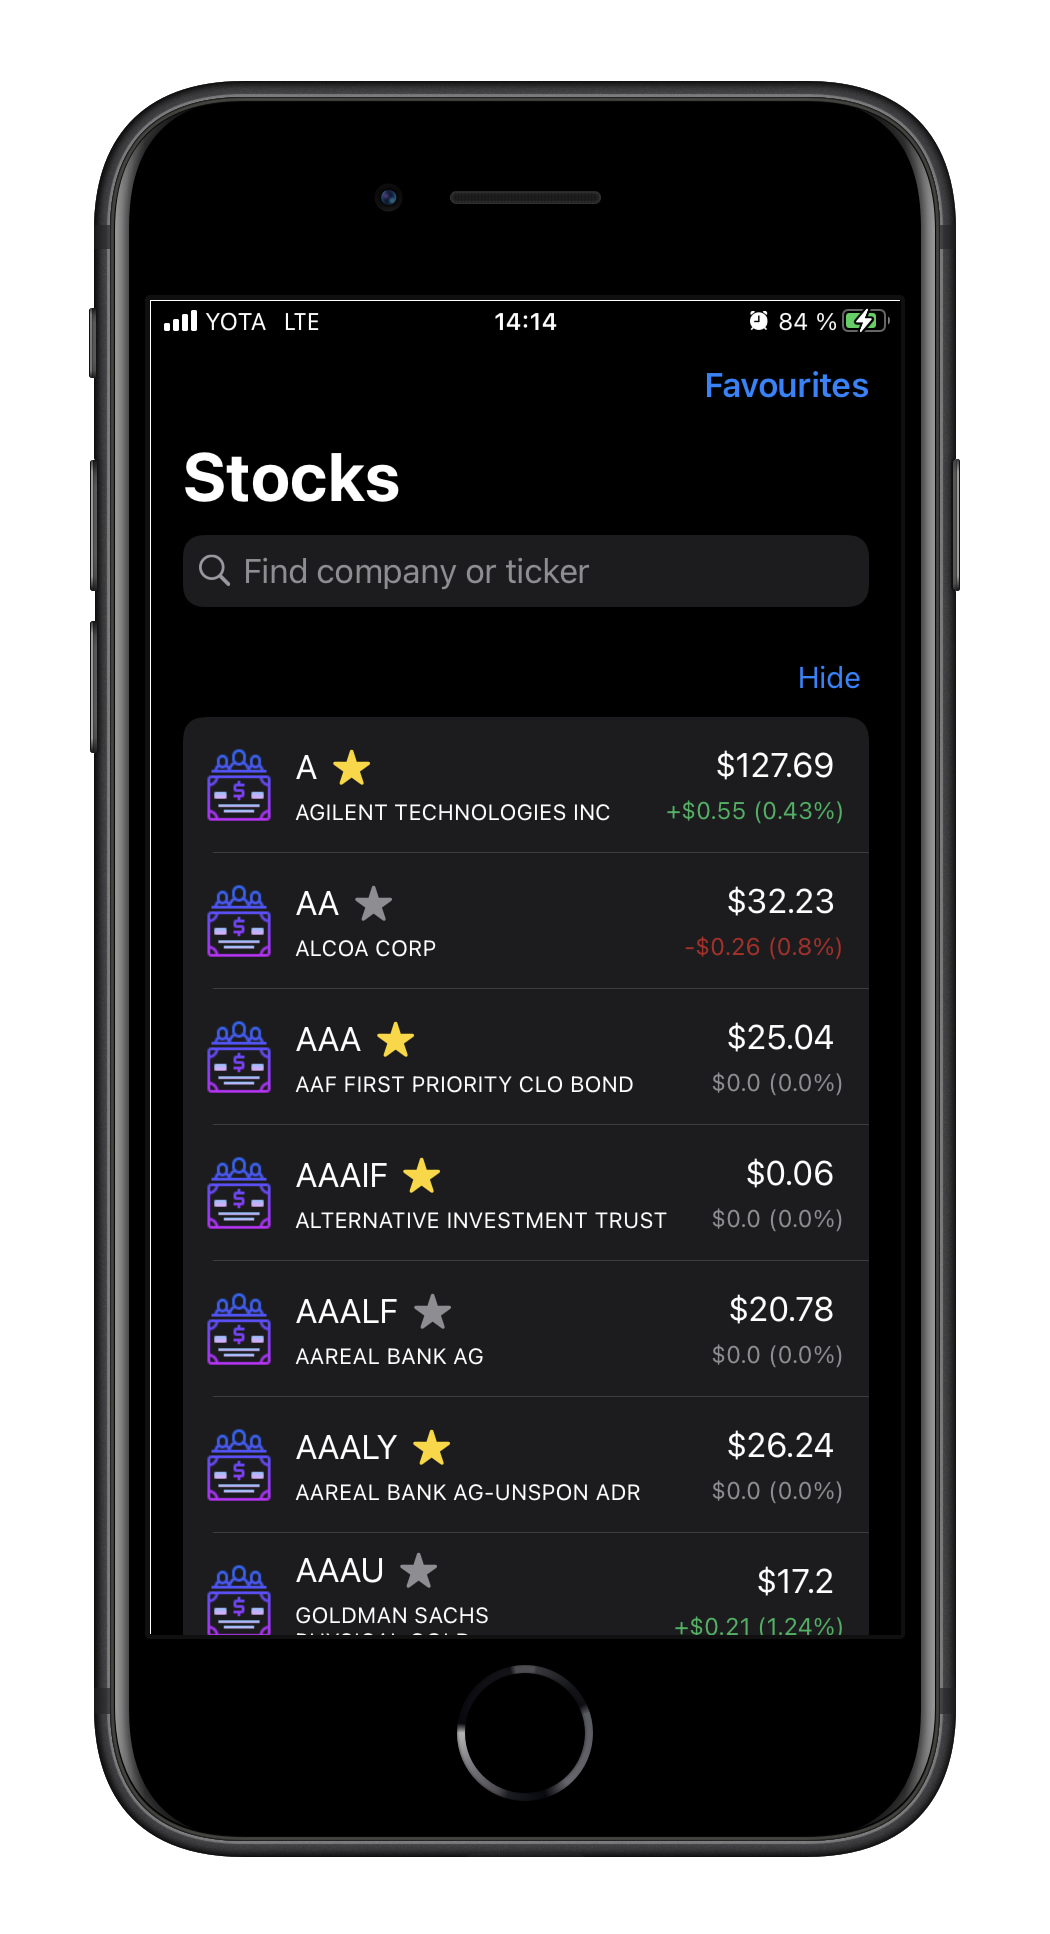 YOTA LTE 14:14 84 %
Favourites
Stocks
Find company or ticker
Hide
A $127.69
AGILENT TECHNOLOGIES INC +$0.55 (0.43%)
AA $32.23
ALCOA CORP -$0.26 (0.8%)
AAA $25.04
AAF FIRST PRIORITY CLO BOND $0.0 (0.0%)
AAAIF $0.06
ALTERNATIVE INVESTMENT TRUST $0.0 (0.0%)
AAALF $20.78
AAREAL BANK AG $0.0 (0.0%)
AAALY $26.24
AAREAL BANK AG-UNSPON ADR $0.0 (0.0%)
AAAU $17.2
GOLDMAN SACHS +$0.21 (1.24%)